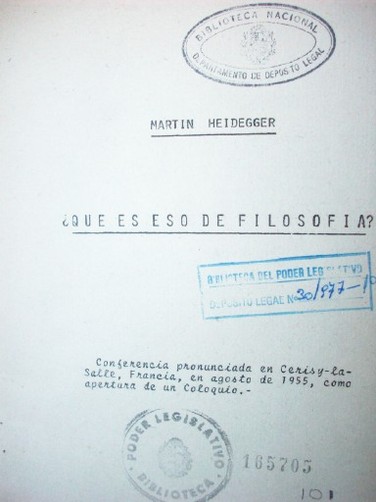 BIBLIOTECA NACIONAL
DEPARTAMENTO DE DEPOSITO LEGAL
MARTIN HEIDEGGER
¿QUE ES ESO DE FILOSOFIA?
BIBLIOTECA DEL PODER LEGISLATIVO
DEPOSITO LEGAL Nº 30/977-10
Conferencia pronunciada en Cerisy-la-
Salle, Francia, en agosto de 1955, como
apertura de un Coloquio.-
PODER LEGISLATIVO
BIBLIOTECA
165705
101